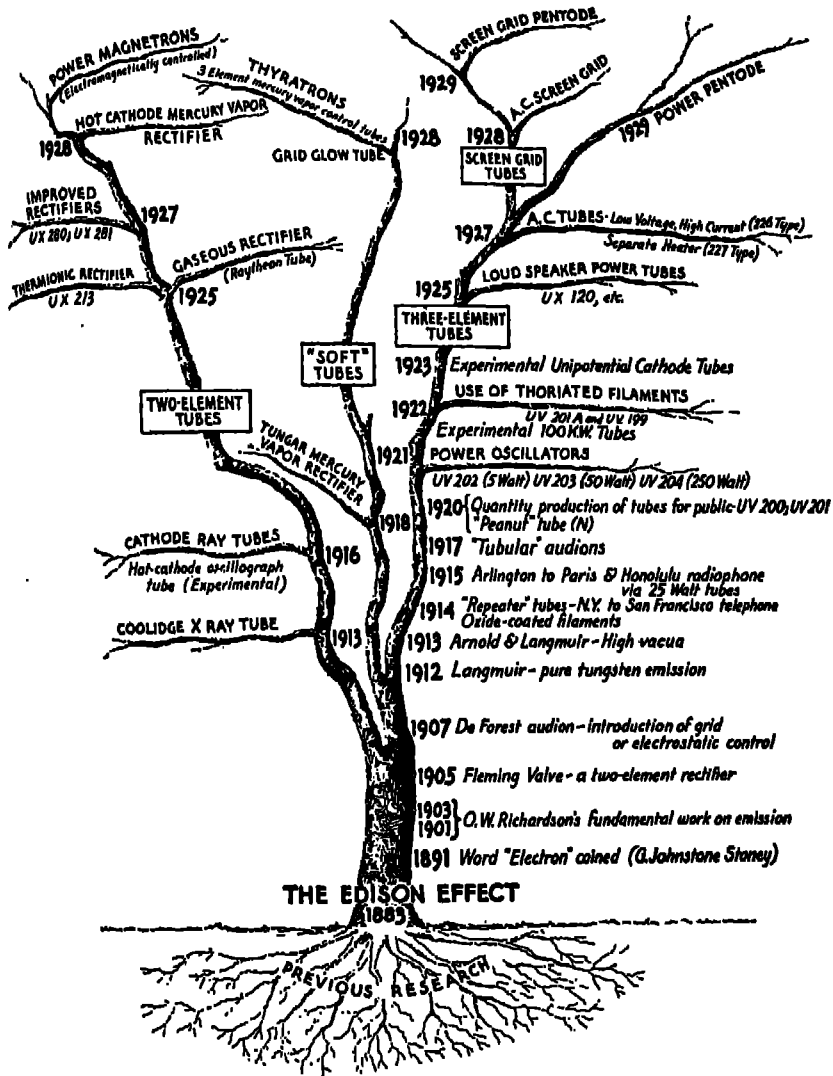 POWER MAGNETRONS
(Electromagnetically controlled)
HOT CATHODE MERCURY VAPOR
RECTIFIER
1928
IMPROVED
RECTIFIERS
UX 280; UX 281
1927
GASEOUS RECTIFIER
(Raytheon Tube)
THERMIONIC RECTIFIER
UX 213
1925
TWO-ELEMENT
TUBES
CATHODE RAY TUBES
Hot-cathode oscillograph
tube (Experimental)
1916
COOLIDGE X RAY TUBE
1913
THYRATRONS
3 Element mercury vapor control tubes
GRID GLOW TUBE
1928
"SOFT"
TUBES
TUNGAR MERCURY
VAPOR RECTIFIER
1918
SCREEN GRID PENTODE
1929
A.C. SCREEN GRID
1928
SCREEN GRID
TUBES
1929 POWER PENTODE
1927
A.C. TUBES-Low Voltage, High Current (226 Type)
Separate Heater (227 Type)
1925
LOUD SPEAKER POWER TUBES
UX 120, etc.
THREE-ELEMENT
TUBES
1923 Experimental Unipotential Cathode Tubes
1922 USE OF THORIATED FILAMENTS
UV 201A and UV 199
Experimental 100 K.W. Tubes
1921 POWER OSCILLATORS
UV 202 (5 Watt) UV 203 (50 Watt) UV 204 (250 Watt)
1920 { Quantity production of tubes for public-UV 200; UV 201
"Peanut" tube (N)
1917 "Tubular" audions
1915 Arlington to Paris & Honolulu radiophone
via 25 Watt tubes
1914 "Repeater" tubes-N.Y. to San Francisco telephone
Oxide-coated filaments
1913 Arnold & Langmuir-High vacua
1912 Langmuir-pure tungsten emission
1907 De Forest audion-introduction of grid
or electrostatic control
1905 Fleming Valve-a two-element rectifier
1903
1901 } O.W. Richardson's fundamental work on emission
1891 Word "Electron" coined (G. Johnstone Stoney)
THE EDISON EFFECT
1883
PREVIOUS RESEARCH